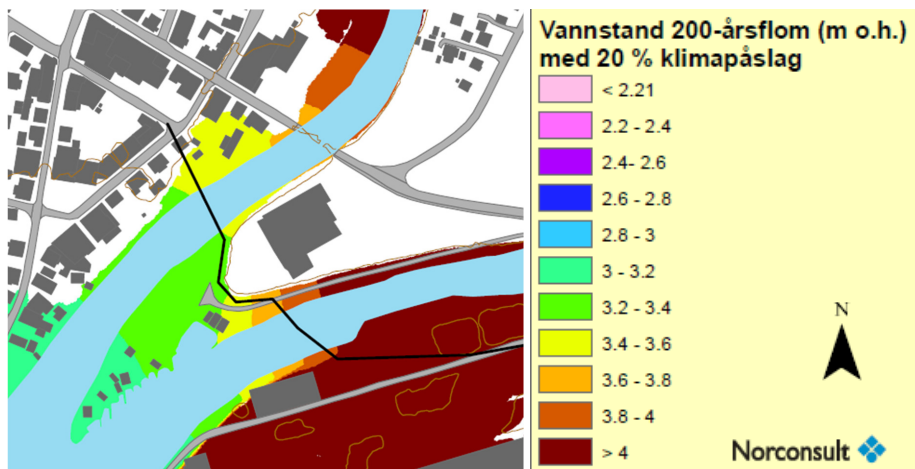 Vannstand 200-årsflom (m o.h.)
med 20 % klimapåslag
< 2.21
2.2 - 2.4
2.4- 2.6
2.6 - 2.8
2.8 - 3
3 - 3.2
3.2 - 3.4
3.4 - 3.6
3.6 - 3.8
3.8 - 4
> 4
N
Norconsult